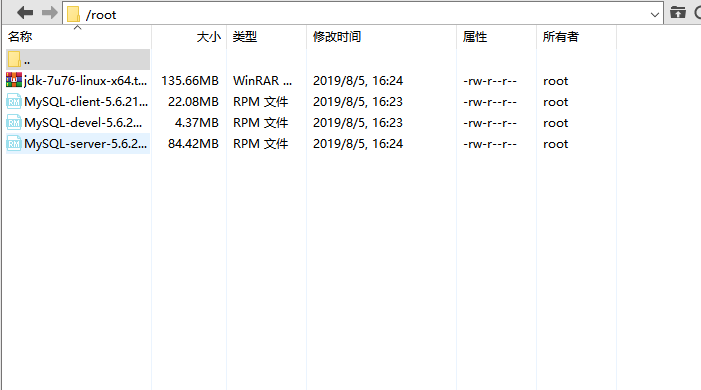 /root
名称 大小 类型 修改时间 属性 所有者
..
jdk-7u76-linux-x64.t... 135.66MB WinRAR ... 2019/8/5, 16:24 -rw-r--r-- root
MySQL-client-5.6.21... 22.08MB RPM 文件 2019/8/5, 16:23 -rw-r--r-- root
MySQL-devel-5.6.2... 4.37MB RPM 文件 2019/8/5, 16:23 -rw-r--r-- root
MySQL-server-5.6.2... 84.42MB RPM 文件 2019/8/5, 16:24 -rw-r--r-- root